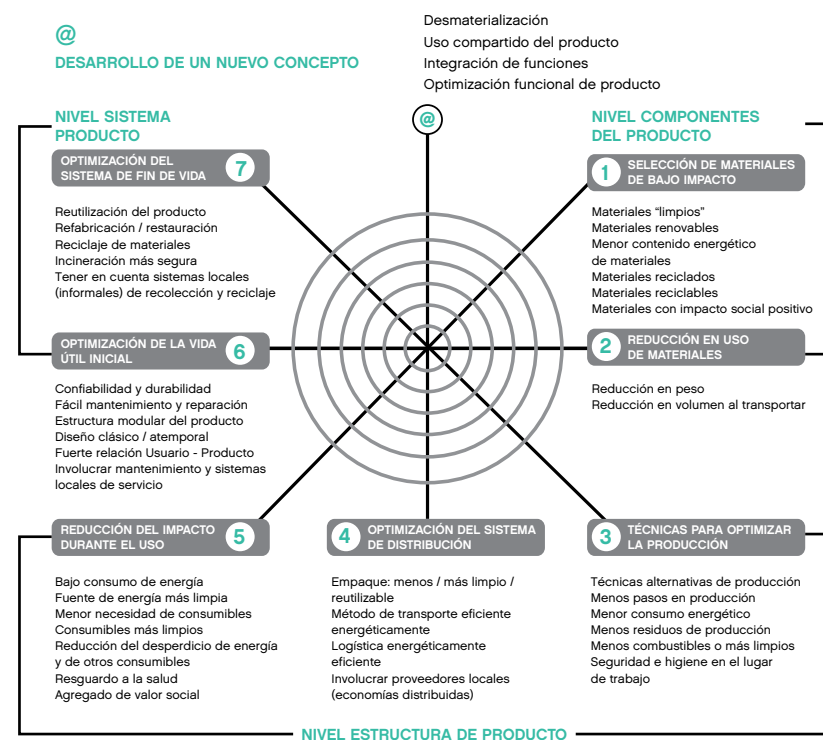 @
DESARROLLO DE UN NUEVO CONCEPTO
Desmaterialización
Uso compartido del producto
Integración de funciones
Optimización funcional de producto
@
NIVEL SISTEMA
PRODUCTO
OPTIMIZACIÓN DEL
SISTEMA DE FIN DE VIDA
7
Reutilización del producto
Refabricación / restauración
Reciclaje de materiales
Incineración más segura
Tener en cuenta sistemas locales
(informales) de recolección y reciclaje
OPTIMIZACIÓN DE LA VIDA
ÚTIL INICIAL
6
Confiabilidad y durabilidad
Fácil mantenimiento y reparación
Estructura modular del producto
Diseño clásico / atemporal
Fuerte relación Usuario - Producto
Involucrar mantenimiento y sistemas
locales de servicio
NIVEL COMPONENTES
DEL PRODUCTO
1
SELECCIÓN DE MATERIALES
DE BAJO IMPACTO
Materiales “limpios”
Materiales renovables
Menor contenido energético
de materiales
Materiales reciclados
Materiales reciclables
Materiales con impacto social positivo
2
REDUCCIÓN EN USO
DE MATERIALES
Reducción en peso
Reducción en volumen al transportar
REDUCCIÓN DEL IMPACTO
DURANTE EL USO
5
Bajo consumo de energía
Fuente de energía más limpia
Menor necesidad de consumibles
Consumibles más limpios
Reducción del desperdicio de energía
y de otros consumibles
Resguardo a la salud
Agregado de valor social
4
OPTIMIZACIÓN DEL SISTEMA
DE DISTRIBUCIÓN
Empaque: menos / más limpio /
reutilizable
Método de transporte eficiente
energéticamente
Logística energéticamente
eficiente
Involucrar proveedores locales
(economías distribuidas)
3
TÉCNICAS PARA OPTIMIZAR
LA PRODUCCIÓN
Técnicas alternativas de producción
Menos pasos en producción
Menor consumo energético
Menos residuos de producción
Menos combustibles o más limpios
Seguridad e higiene en el lugar
de trabajo
NIVEL ESTRUCTURA DE PRODUCTO